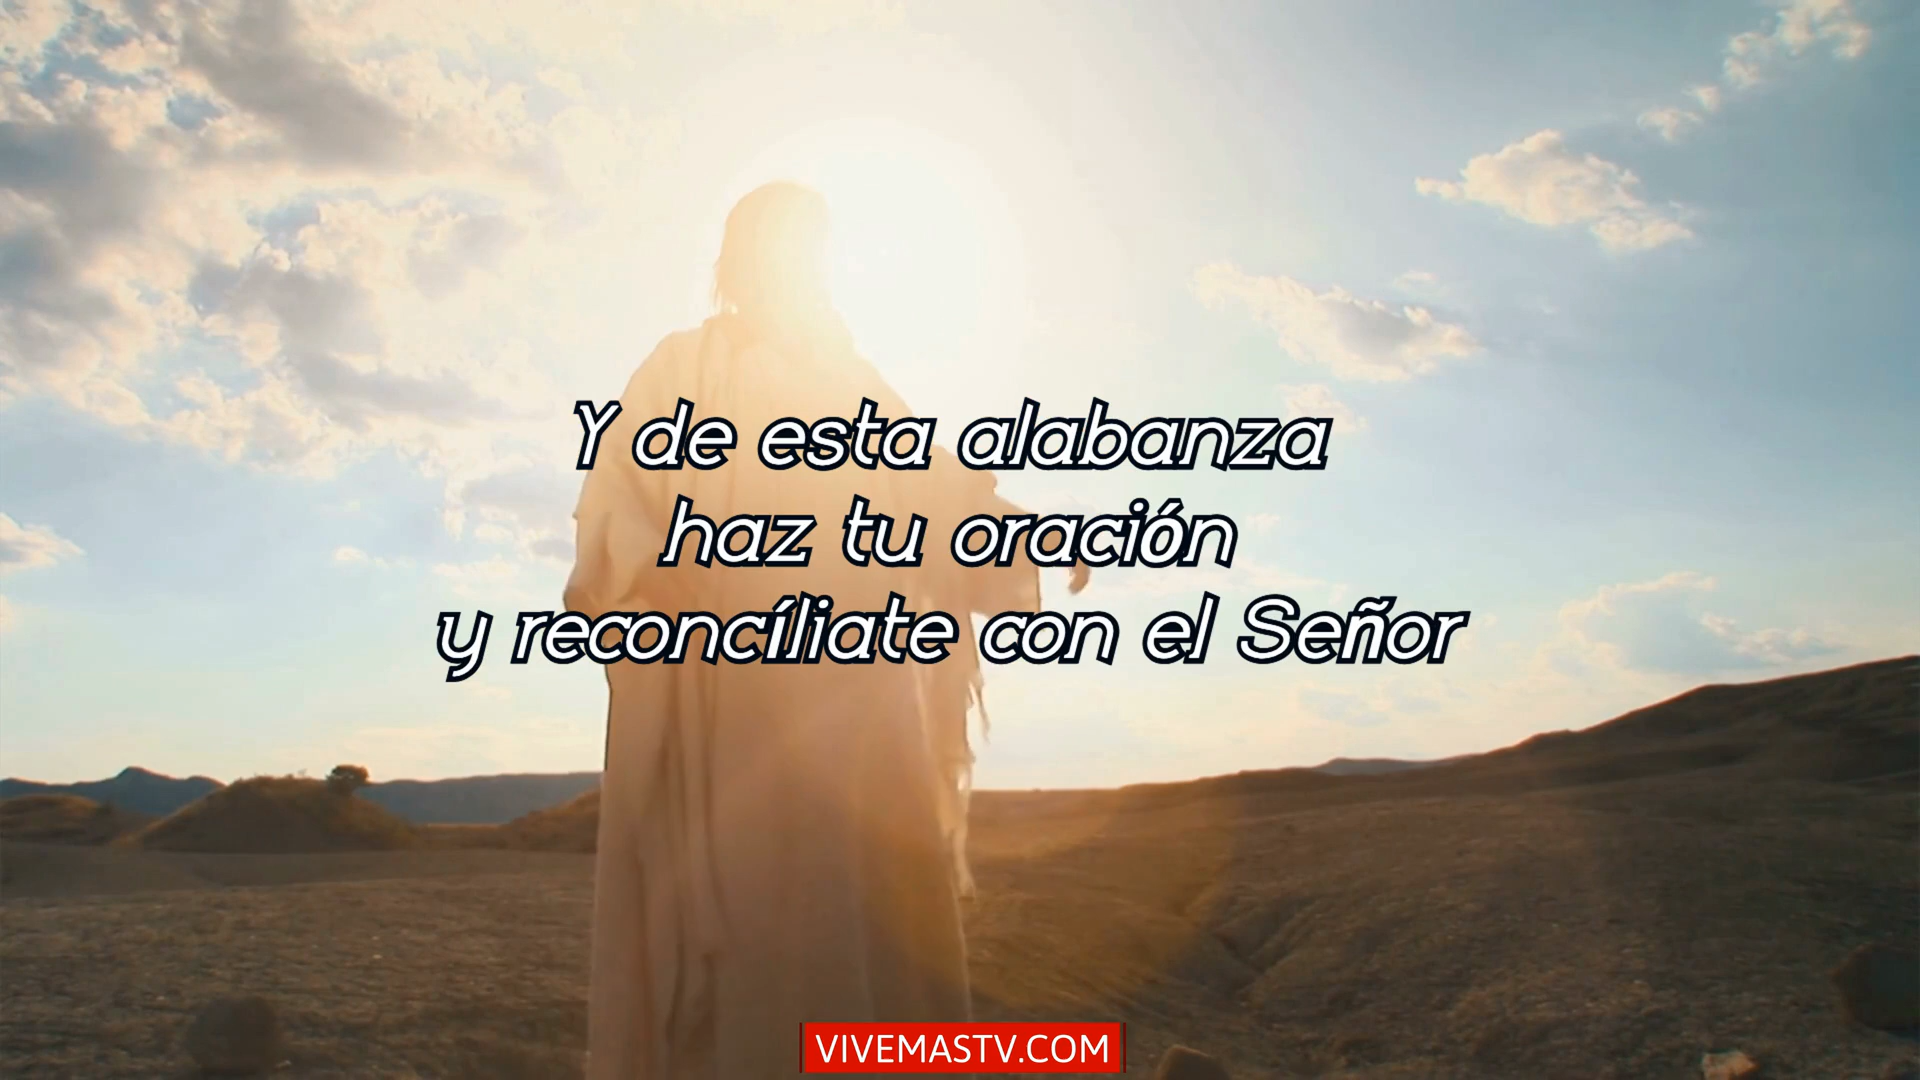 Y de esta alabanza
haz tu oración
y reconcíliate con el Señor
VIVEMASTV.COM